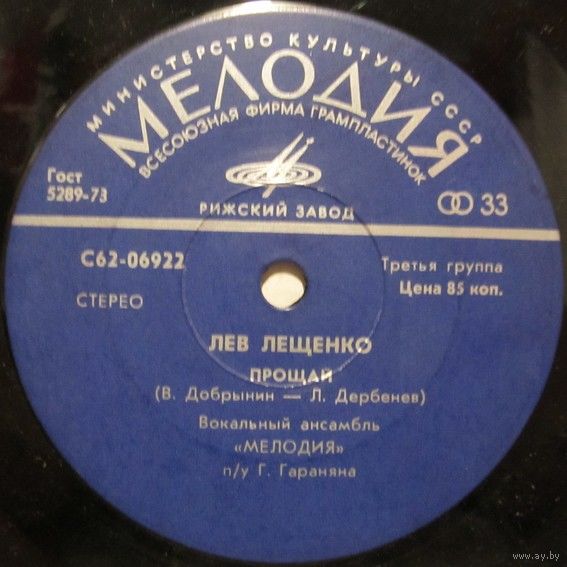 МИНИСТЕРСТВО КУЛЬТУРЫ СССР
МЕЛОДИЯ
ВСЕСОЮЗНАЯ ФИРМА ГРАМПЛАСТИНОК
Гост
5289-73
РИЖСКИЙ ЗАВОД
33
С62-06922
Третья группа
СТЕРЕО
Цена 85 коп.
ЛЕВ ЛЕЩЕНКО
ПРОЩАЙ
(В. Добрынин — Л. Дербенев)
Вокальный ансамбль
«МЕЛОДИЯ»
п/у Г. Гараняна
www.ay.by